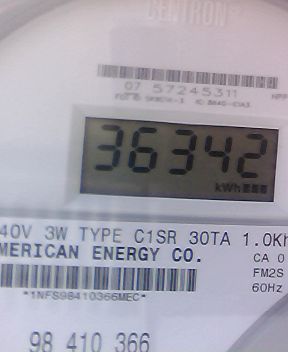 CENTRON
07 57245311
36342
kWh
40V 3W TYPE C1SR 30TA 1.0Kh
MERICAN ENERGY CO.
CA 0
FM2S
60Hz
*1NFS98410366MEC*
98 410 366